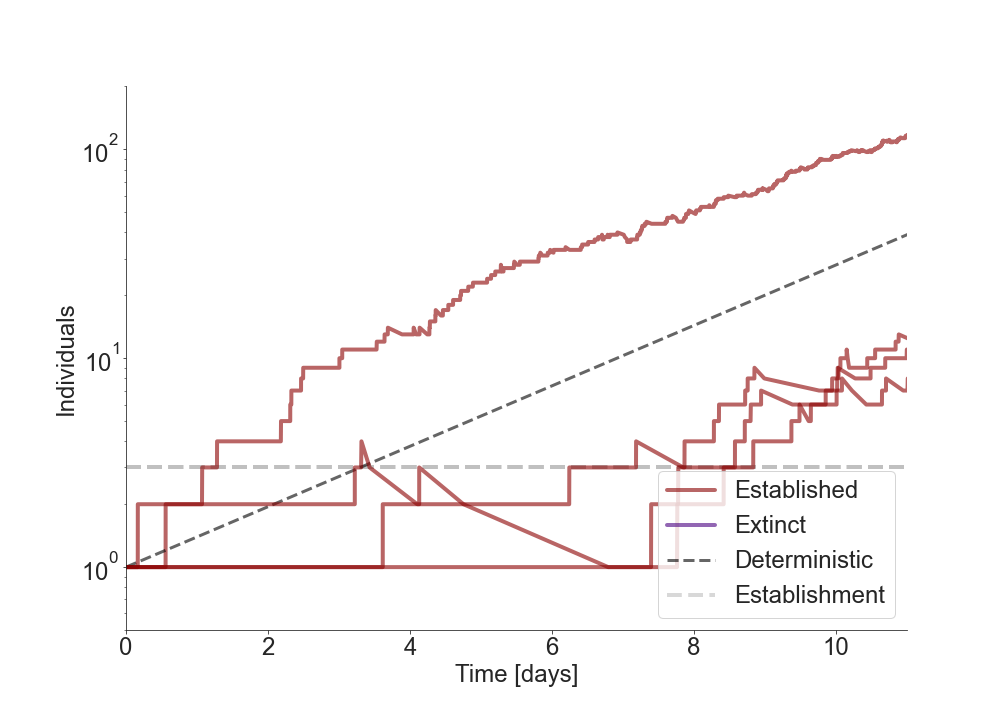 Individuals
10^2
10^1
10^0
0 2 4 6 8 10
Time [days]
Established
Extinct
Deterministic
Establishment